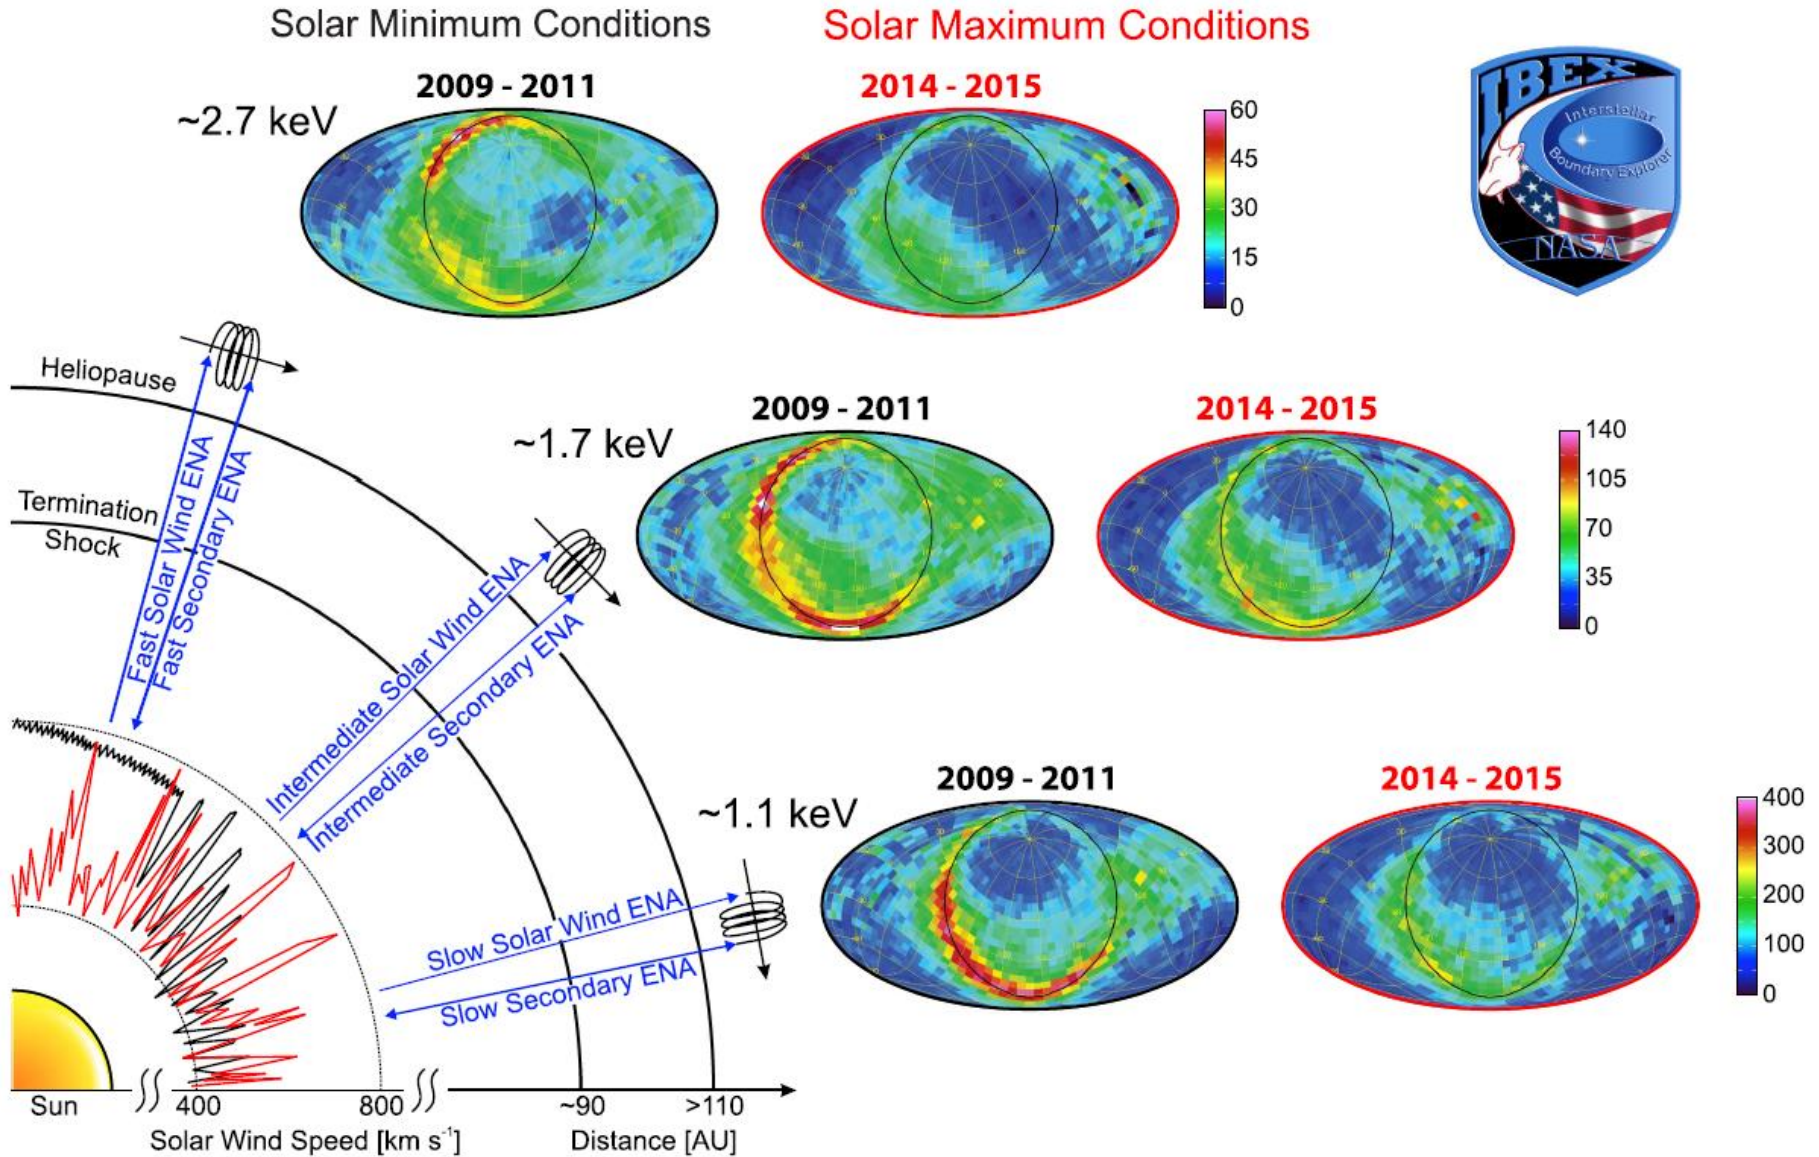 Solar Minimum Conditions
Solar Maximum Conditions
2009 - 2011
2014 - 2015
~2.7 keV
60
45
30
15
0
IBEX
Interstellar
Boundary Explorer
NASA
Heliopause
Fast Solar Wind ENA
Fast Secondary ENA
Termination
Shock
2009 - 2011
2014 - 2015
~1.7 keV
140
105
70
35
0
Intermediate Solar Wind ENA
Intermediate Secondary ENA
2009 - 2011
2014 - 2015
~1.1 keV
400
300
200
100
0
Slow Solar Wind ENA
Slow Secondary ENA
Sun
400
800
~90
>110
Solar Wind Speed [km s-1]
Distance [AU]